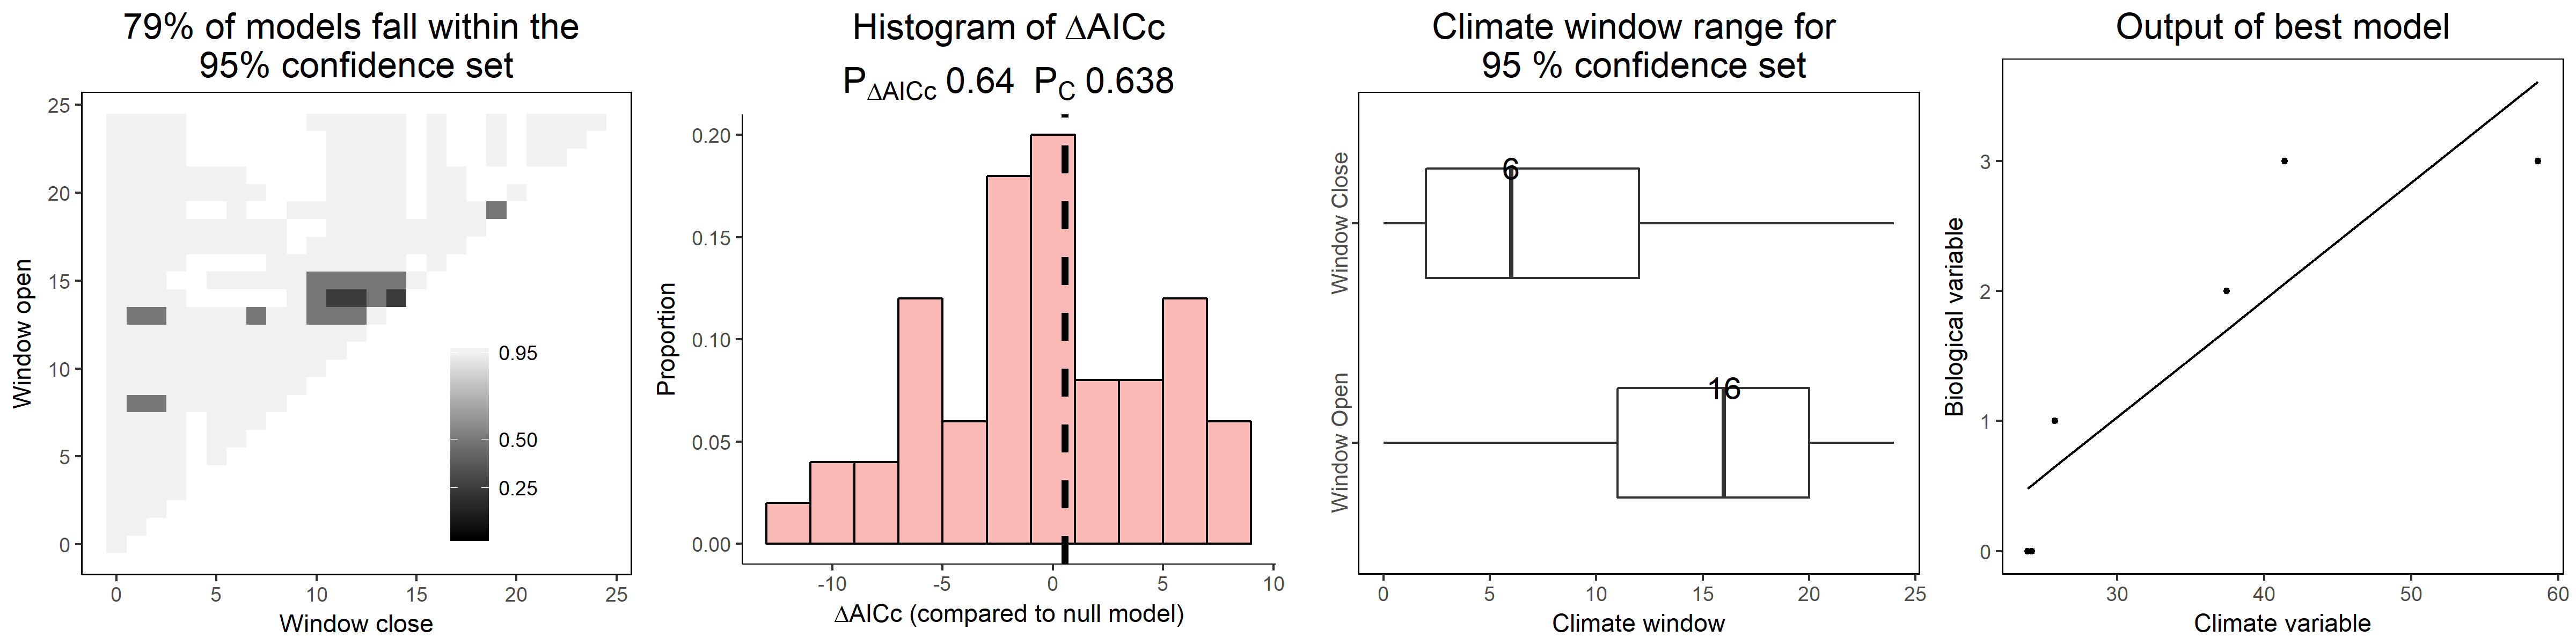 79% of models fall within the
95% confidence set
25
20
15
10
5
0
Window open
0.95
0.50
0.25
0 5 10 15 20 25
Window close
Histogram of ΔAICc
PΔAICc 0.64 PC 0.638
0.20
0.15
0.10
0.05
0.00
Proportion
-10 -5 0 5 10
ΔAICc (compared to null model)
Climate window range for
95 % confidence set
Window Close
6
Window Open
16
0 5 10 15 20 25
Climate window
Output of best model
3
2
1
0
Biological variable
30 40 50 60
Climate variable